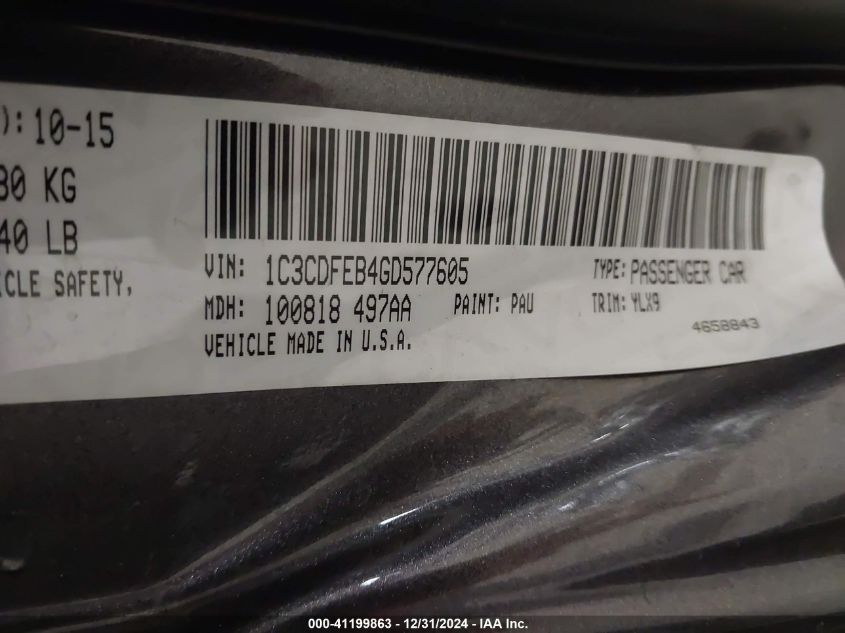 ): 10-15
80 KG
40 LB
ICLE SAFETY,
VIN: 1C3CDFEB4GD577605 TYPE: PASSENGER CAR
MDH: 100818 497AA PAINT: PAU TRIM: YLX9
VEHICLE MADE IN U.S.A. 4658843
000-41199863 - 12/31/2024 - IAA Inc.